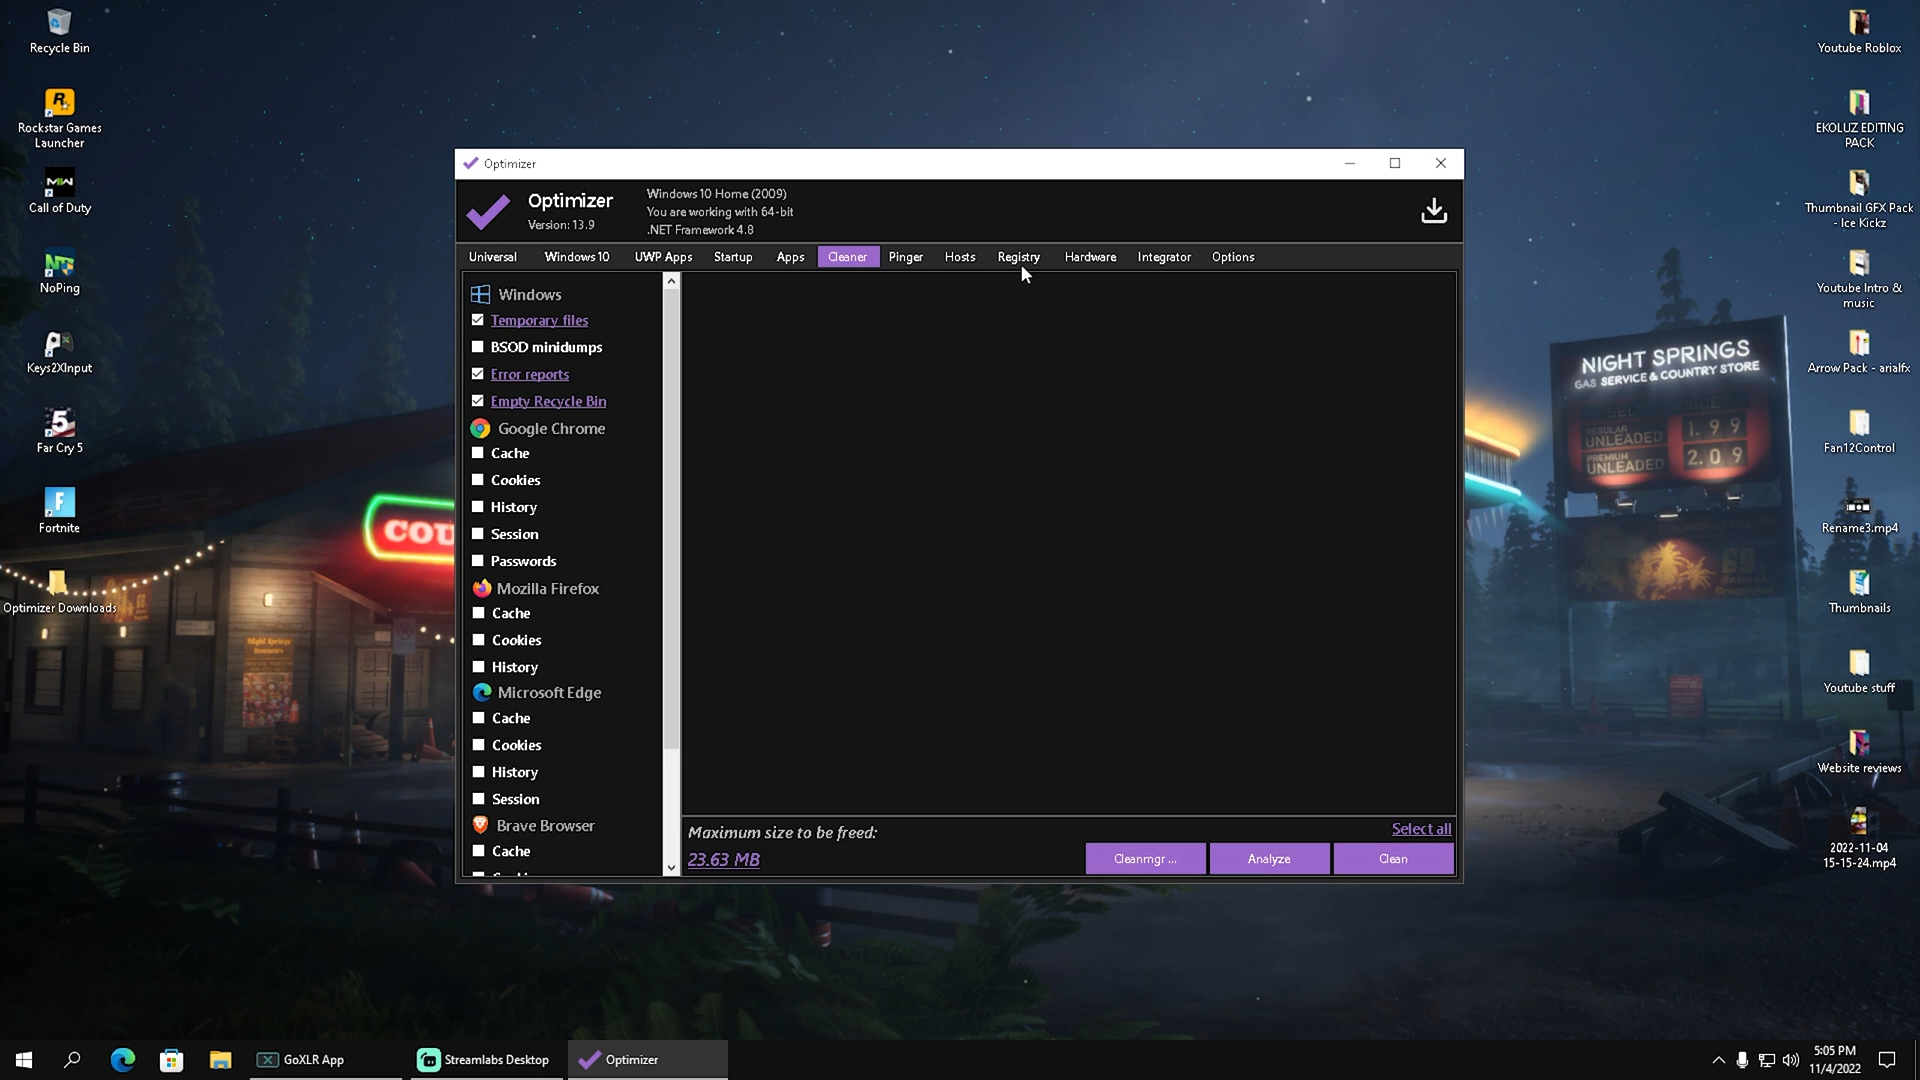 Recycle Bin
Rockstar Games
Launcher
Call of Duty
NoPing
Keys2XInput
Far Cry 5
Fortnite
Optimizer Downloads
Optimizer
Optimizer
Version: 13.9
Windows 10 Home (2009)
You are working with 64-bit
.NET Framework 4.8
Universal
Windows 10
UWP Apps
Startup
Apps
Cleaner
Pinger
Hosts
Registry
Hardware
Integrator
Options
Windows
Temporary files
BSOD minidumps
Error reports
Empty Recycle Bin
Google Chrome
Cache
Cookies
History
Session
Passwords
Mozilla Firefox
Cache
Cookies
History
Microsoft Edge
Cache
Cookies
History
Session
Brave Browser
Cache
Maximum size to be freed:
23.63 MB
Select all
Cleanmgr ...
Analyze
Clean
COU
NIGHT SPRINGS
GAS SERVICE & COUNTRY STORE
REGULAR
UNLEADED
1.99
PREMIUM
UNLEADED
2.09
Youtube Roblox
EKOLUZ EDITING
PACK
Thumbnail GFX Pack
- Ice Kickz
Youtube Intro &
music
Arrow Pack - arialfx
Fan12Control
Rename3.mp4
Thumbnails
Youtube stuff
Website reviews
2022-11-04
15-15-24.mp4
GoXLR App
Streamlabs Desktop
Optimizer
5:05 PM
11/4/2022